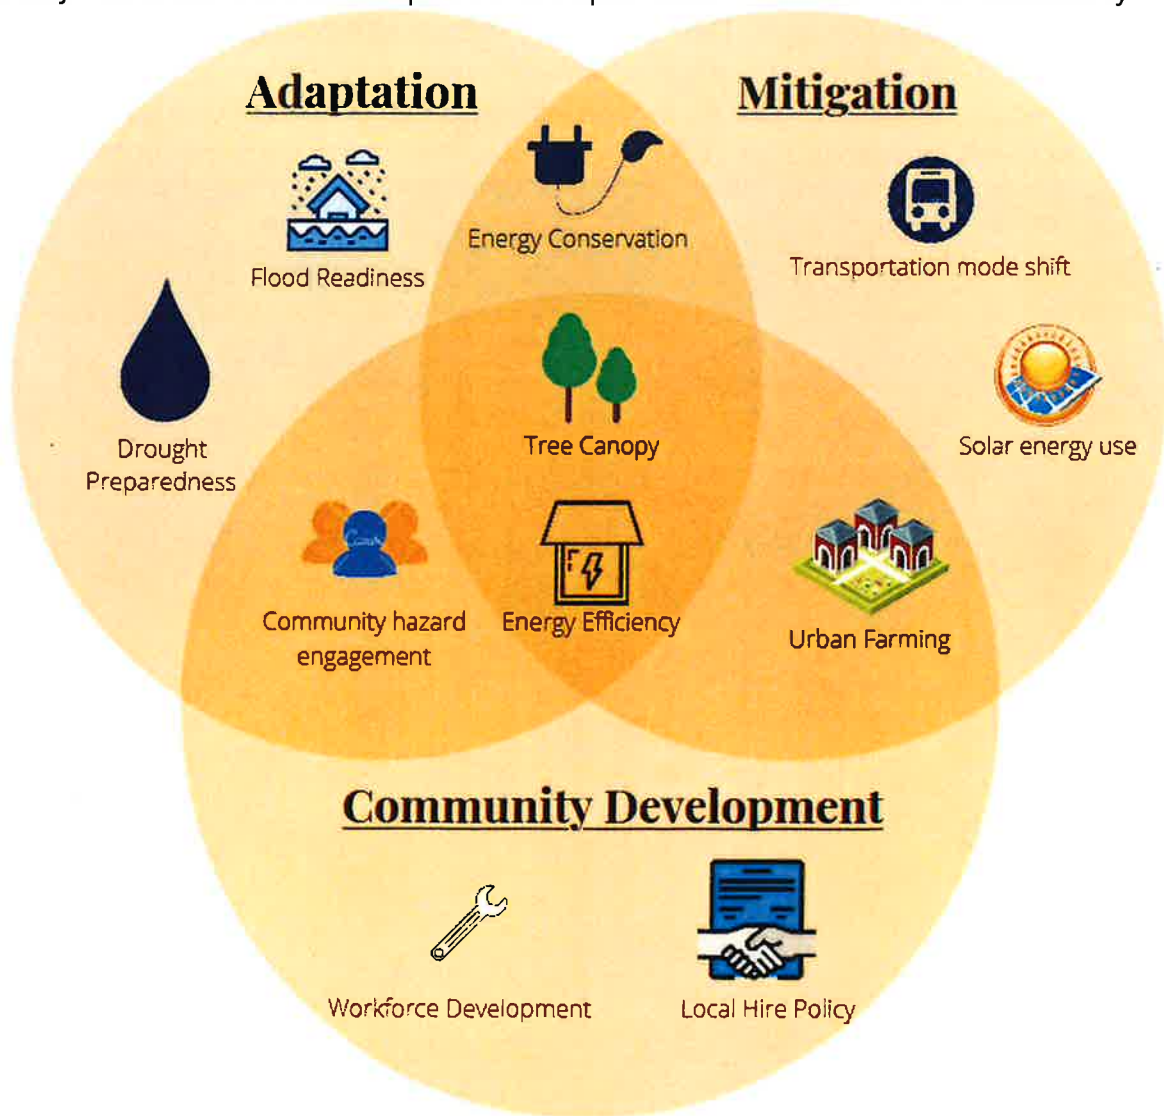 Adaptation
Mitigation
Energy Conservation
Flood Readiness
Transportation mode shift
Drought
Preparedness
Tree Canopy
Solar energy use
Community hazard
engagement
Energy Efficiency
Urban Farming
Community Development
Workforce Development
Local Hire Policy